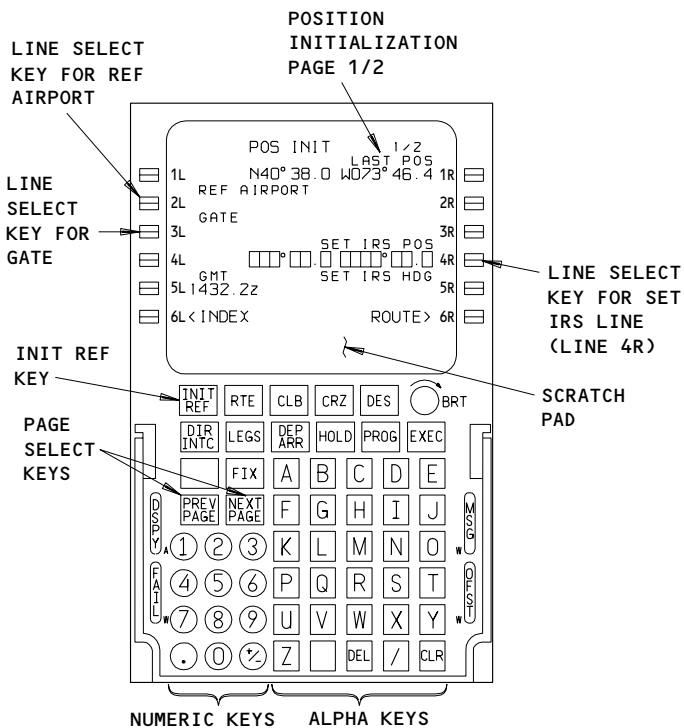 POSITION
INITIALIZATION
PAGE 1/2
LINE SELECT
KEY FOR REF
AIRPORT
LINE
SELECT
KEY FOR
GATE
POS INIT 1/2
LAST POS
1L N40°38.0 W073°46.4 1R
REF AIRPORT
2L 2R
GATE
3L 3R
SET IRS POS
4L □□□°□□.□ □□□□°□□.□ 4R
GMT SET IRS HDG
5L 1432.2z 5R
6L <INDEX ROUTE> 6R
LINE SELECT
KEY FOR SET
IRS LINE
(LINE 4R)
SCRATCH
PAD
INIT REF
KEY
PAGE
SELECT
KEYS
INIT REF RTE CLB CRZ DES BRT
DIR INTC LEGS DEP ARR HOLD PROG EXEC
FIX A B C D E
PREV PAGE NEXT PAGE F G H I J
DSPY A
MSG W
1 2 3 K L M N O
4 5 6 P Q R S T
FAIL W
OFST W
7 8 9 U V W X Y
. 0 +/- Z DEL / CLR
NUMERIC KEYS ALPHA KEYS